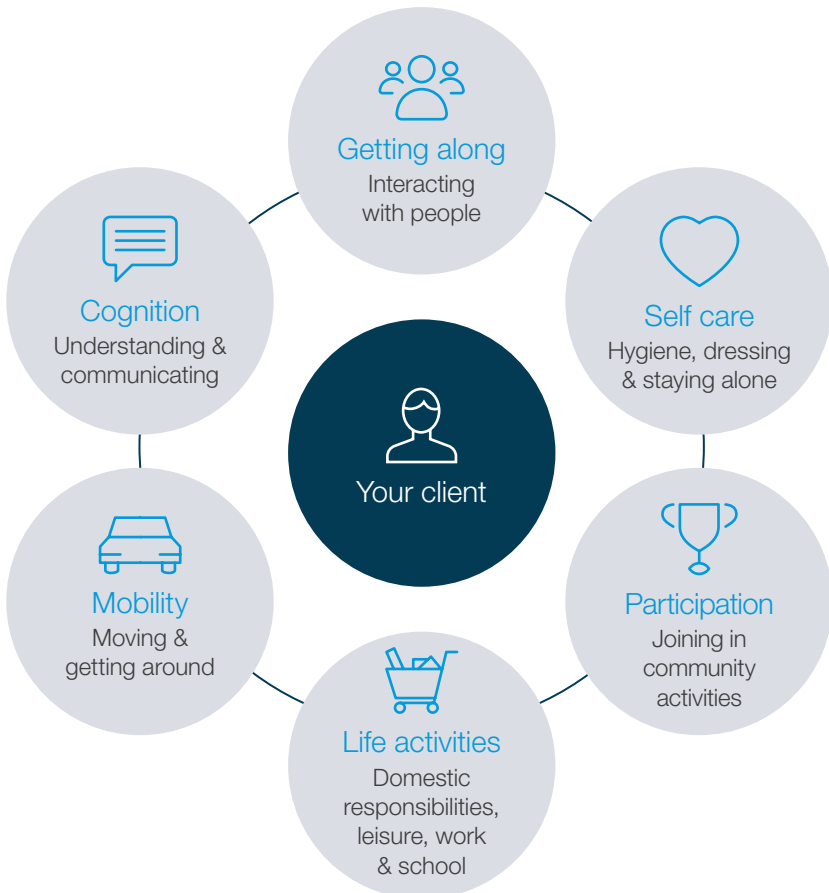 Getting along
Interacting
with people
Cognition
Understanding &
communicating
Self care
Hygiene, dressing
& staying alone
Your client
Mobility
Moving &
getting around
Participation
Joining in
community
activities
Life activities
Domestic
responsibilities,
leisure, work
& school